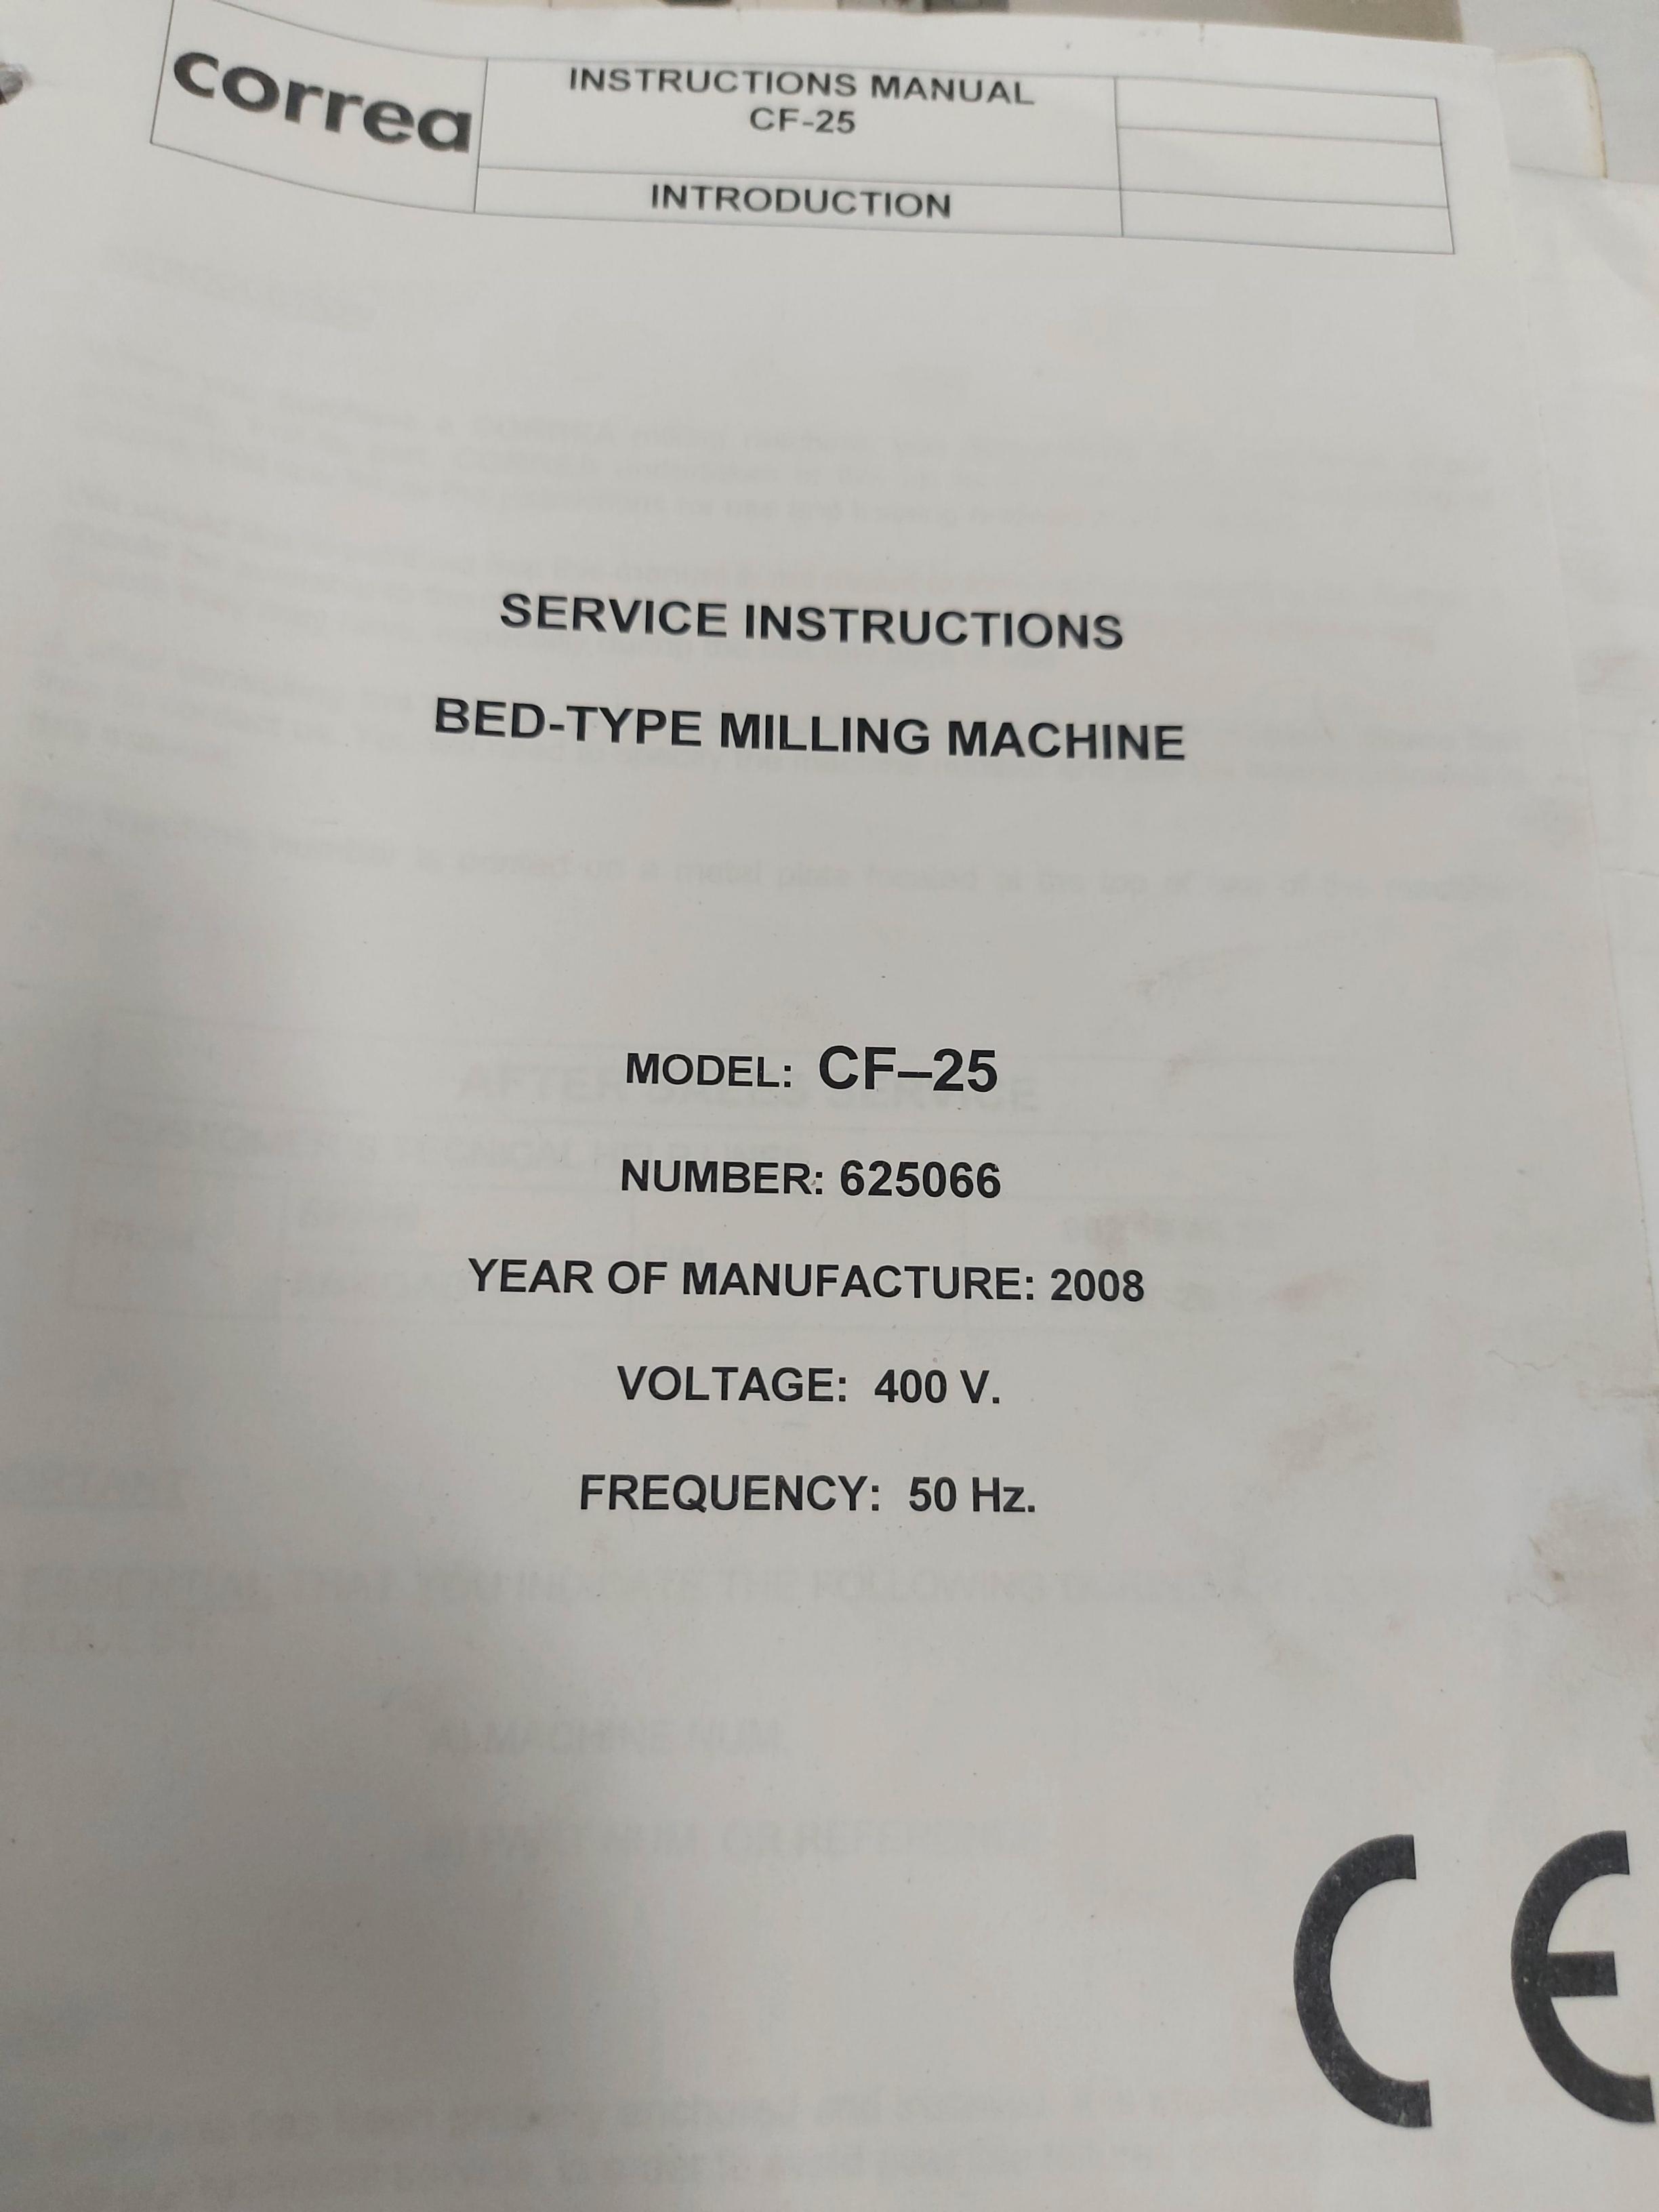 correa
INSTRUCTIONS MANUAL
CF-25
INTRODUCTION
SERVICE INSTRUCTIONS
BED-TYPE MILLING MACHINE
MODEL: CF–25
NUMBER: 625066
YEAR OF MANUFACTURE: 2008
VOLTAGE: 400 V.
FREQUENCY: 50 Hz.
CE